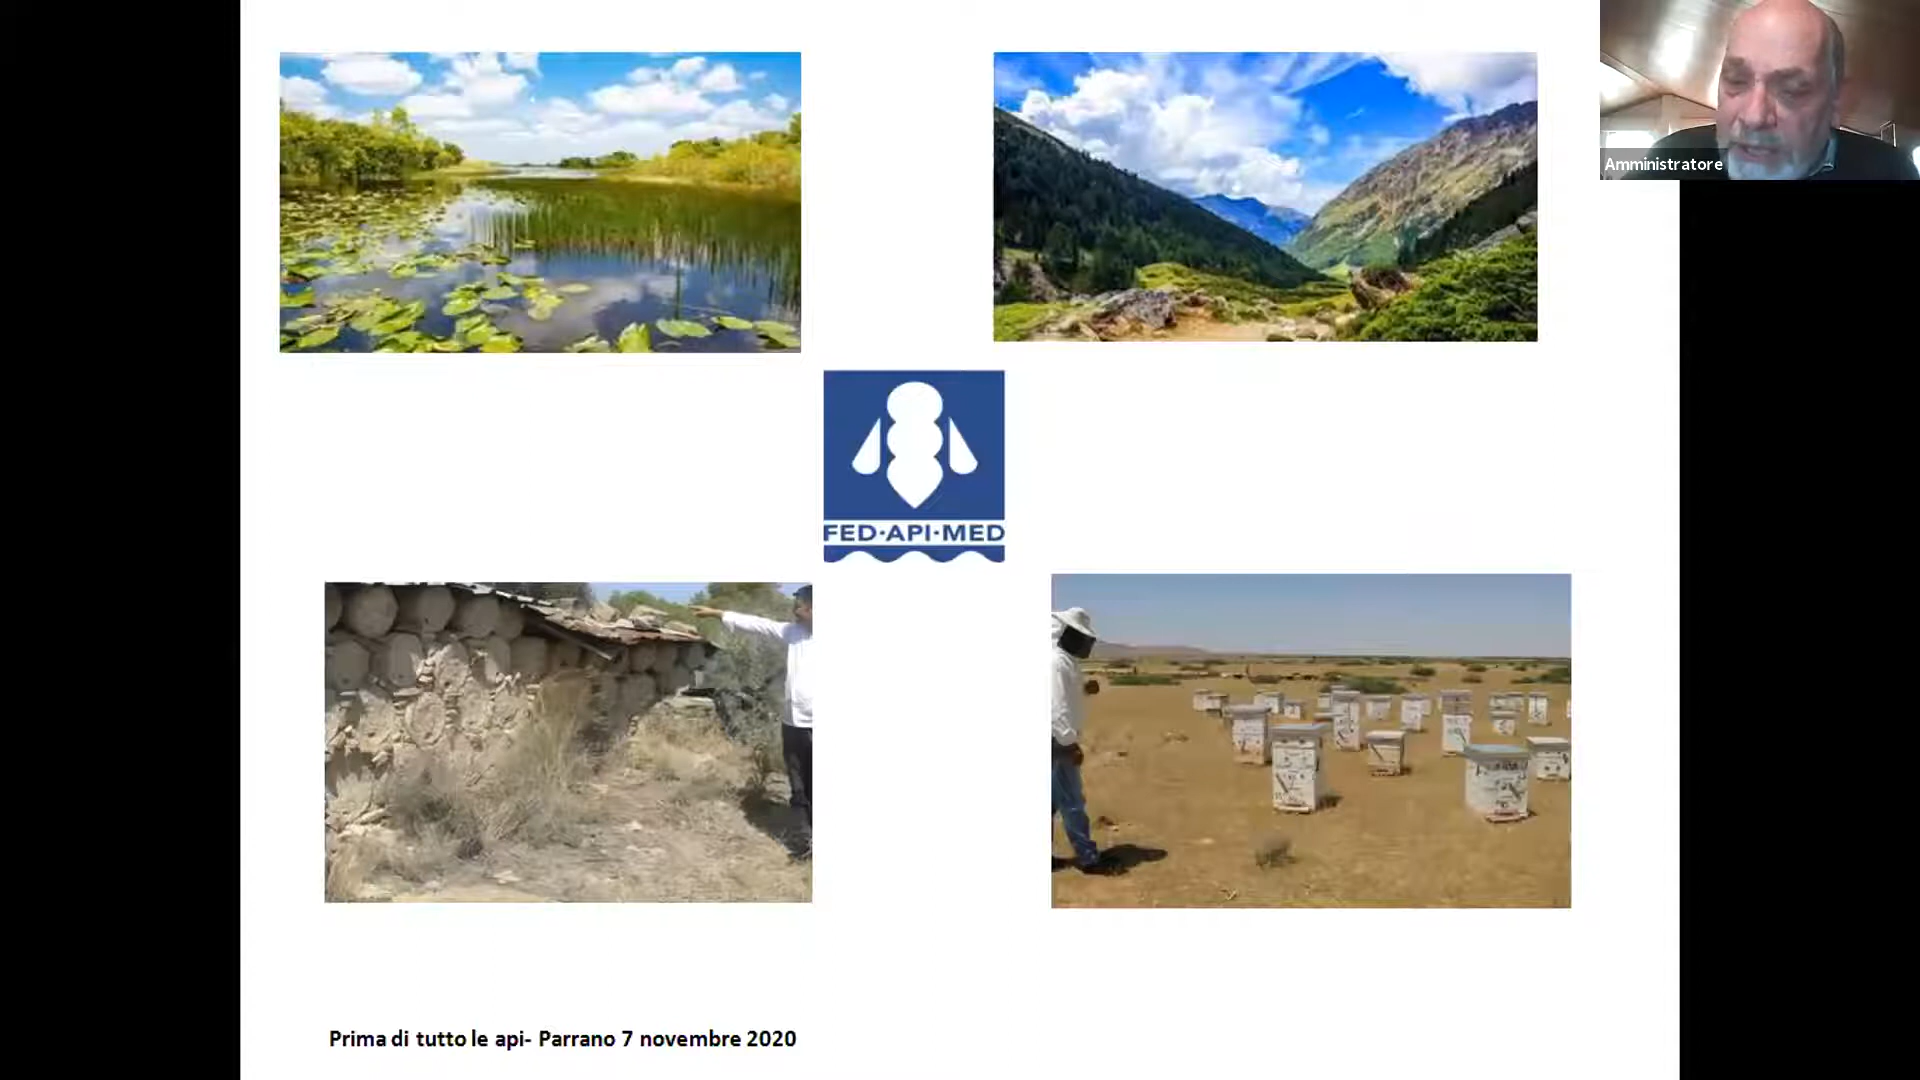 Amministratore
FED·API·MED
Prima di tutto le api- Parrano 7 novembre 2020